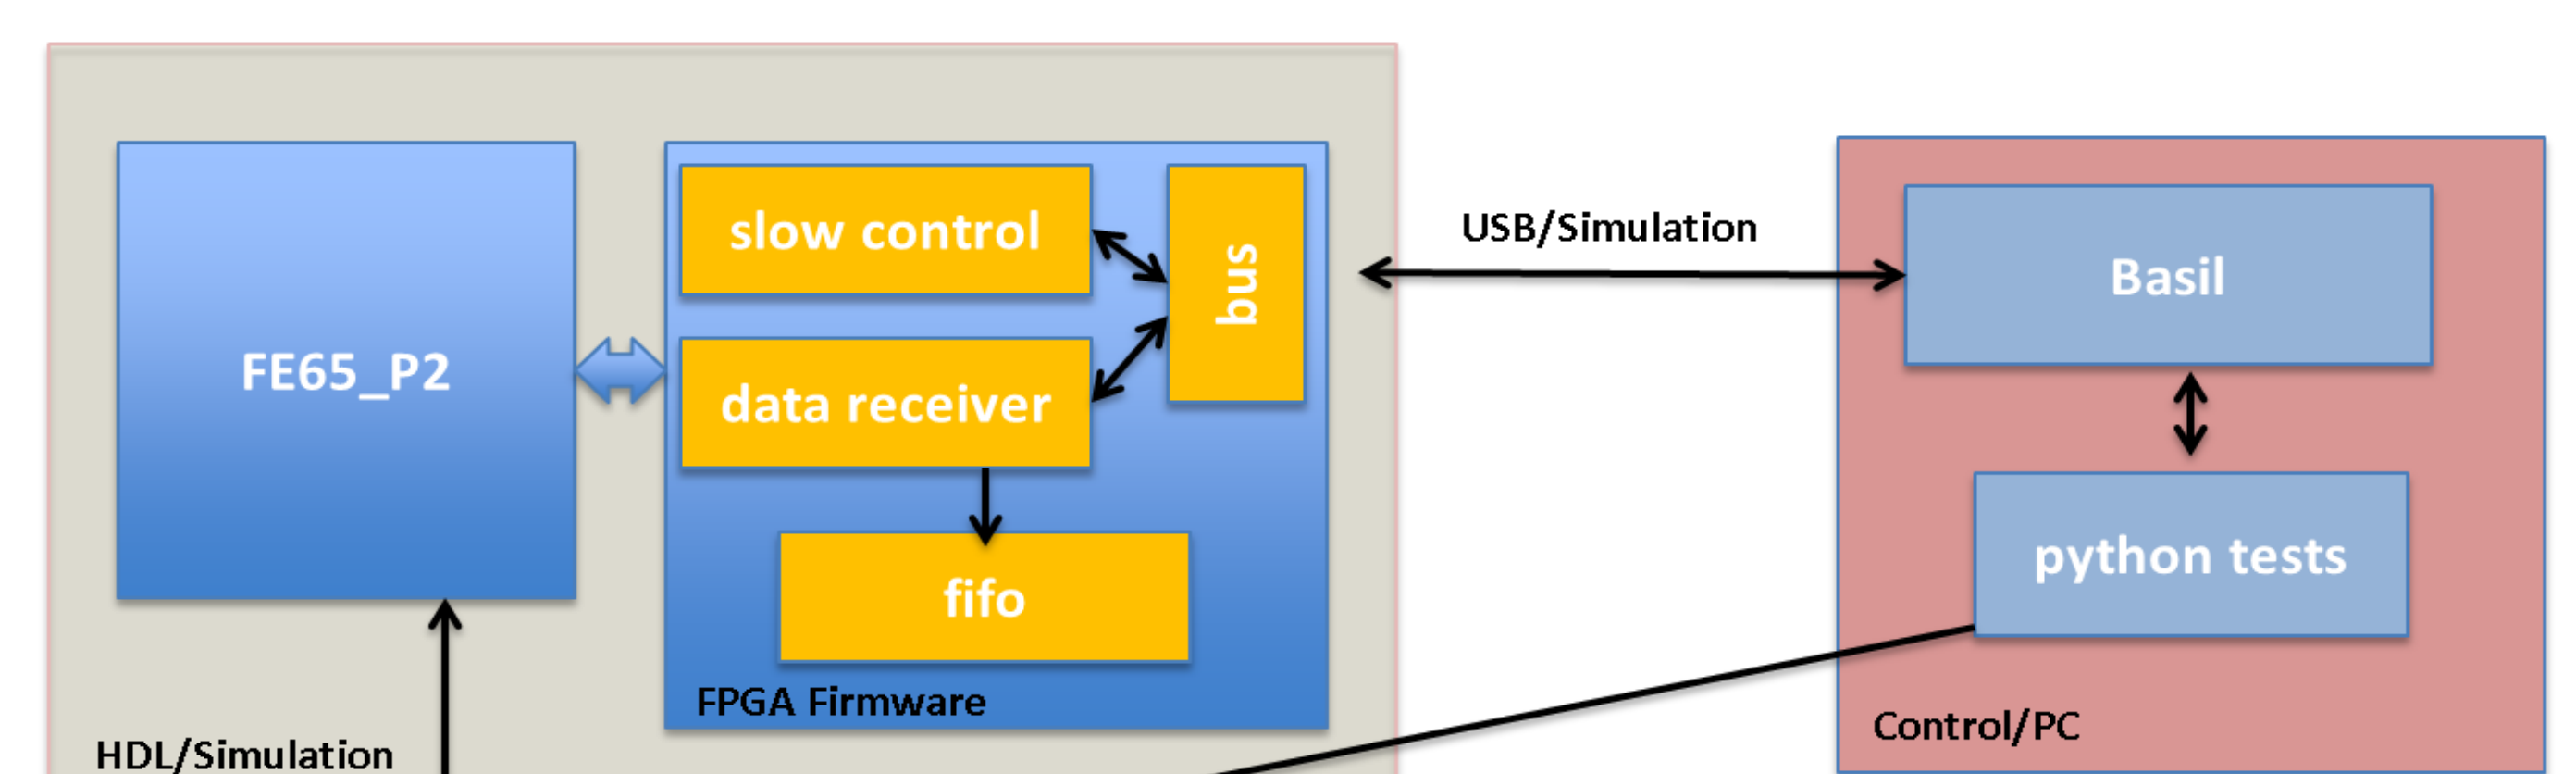 FE65_P2
slow control
data receiver
bus
fifo
FPGA Firmware
HDL/Simulation
USB/Simulation
Basil
python tests
Control/PC